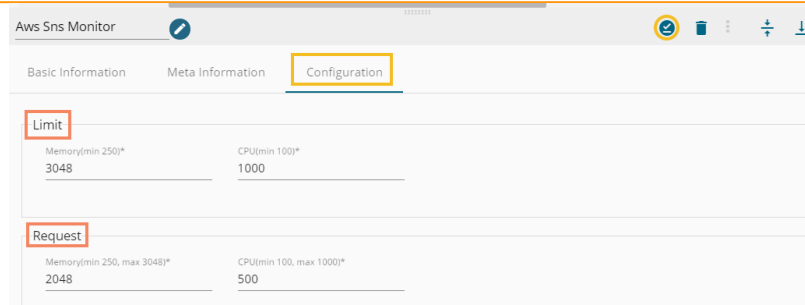 Aws Sns Monitor
Basic Information Meta Information Configuration
Limit
Memory(min 250)* CPU(min 100)*
3048 1000
Request
Memory(min 250, max 3048)* CPU(min 100, max 1000)*
2048 500